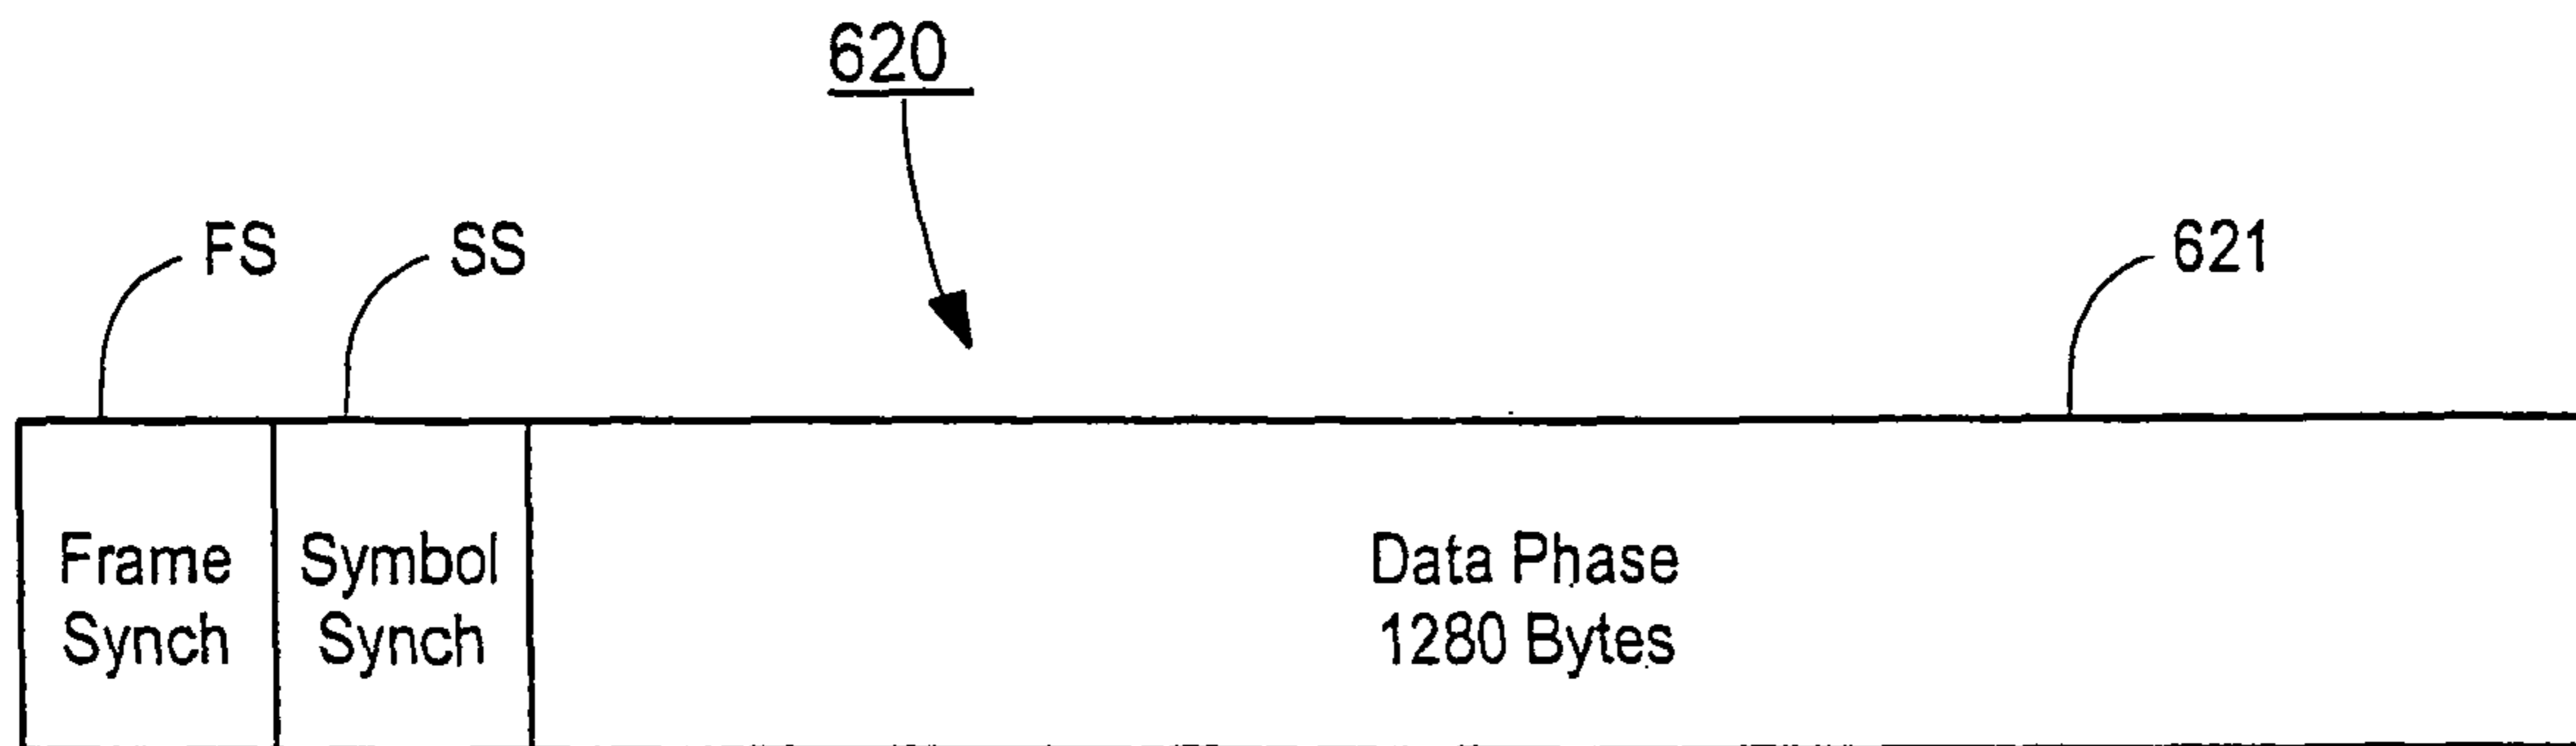 620
FS
SS
621
Frame
Synch
Symbol
Synch
Data Phase
1280 Bytes